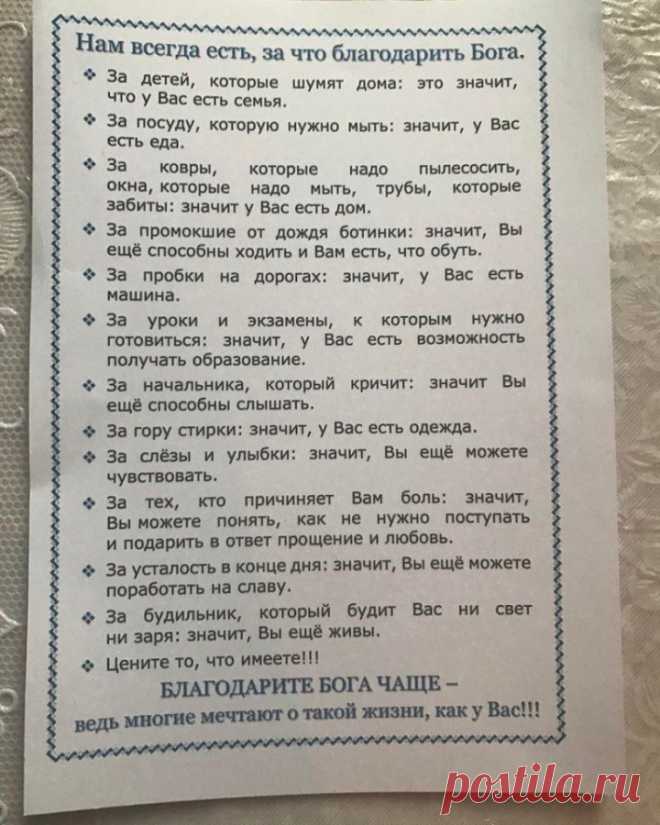 Нам всегда есть, за что благодарить Бога.
❖ За детей, которые шумят дома: это значит,
что у Вас есть семья.
❖ За посуду, которую нужно мыть: значит, у Вас
есть еда.
❖ За ковры, которые надо пылесосить,
окна, которые надо мыть, трубы, которые
забиты: значит у Вас есть дом.
❖ За промокшие от дождя ботинки: значит, Вы
ещё способны ходить и Вам есть, что обуть.
❖ За пробки на дорогах: значит, у Вас есть
машина.
❖ За уроки и экзамены, к которым нужно
готовиться: значит, у Вас есть возможность
получать образование.
❖ За начальника, который кричит: значит Вы
ещё способны слышать.
❖ За гору стирки: значит, у Вас есть одежда.
❖ За слёзы и улыбки: значит, Вы ещё можете
чувствовать.
❖ За тех, кто причиняет Вам боль: значит,
Вы можете понять, как не нужно поступать
и подарить в ответ прощение и любовь.
❖ За усталость в конце дня: значит, Вы ещё можете
поработать на славу.
❖ За будильник, который будит Вас ни свет
ни заря: значит, Вы ещё живы.
❖ Цените то, что имеете!!!
БЛАГОДАРИТЕ БОГА ЧАЩЕ –
ведь многие мечтают о такой жизни, как у Вас!!!
postila.ru